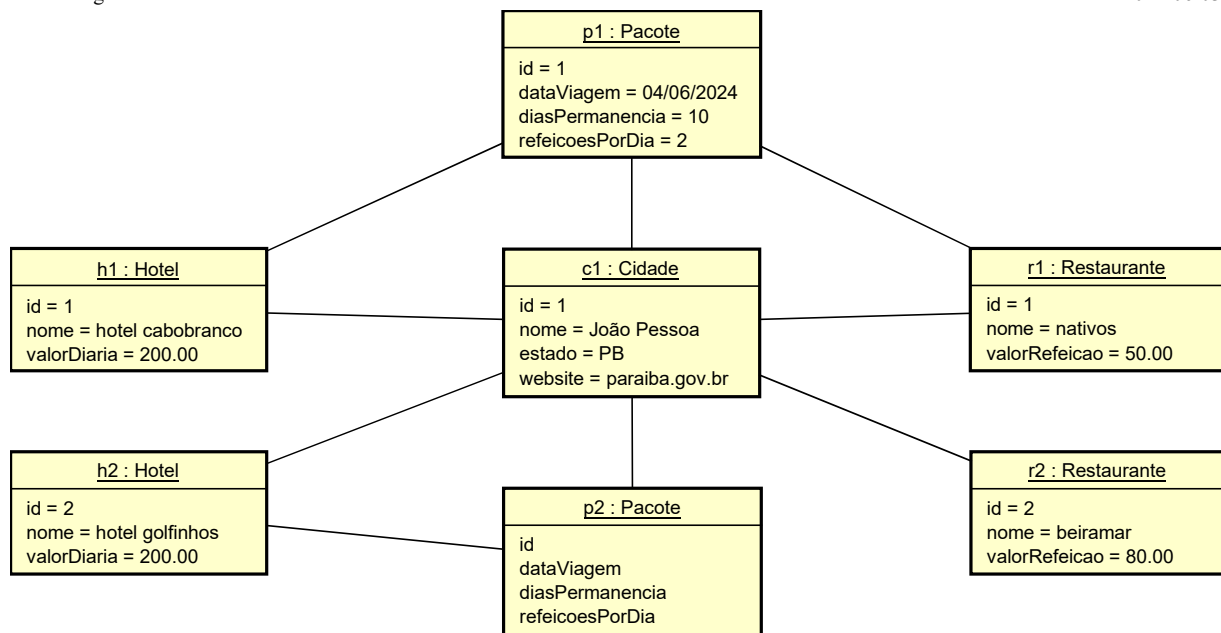 p1 : Pacote
id = 1
dataViagem = 04/06/2024
diasPermanencia = 10
refeicoesPorDia = 2
h1 : Hotel
id = 1
nome = hotel cabobranco
valorDiaria = 200.00
c1 : Cidade
id = 1
nome = João Pessoa
estado = PB
website = paraiba.gov.br
r1 : Restaurante
id = 1
nome = nativos
valorRefeicao = 50.00
h2 : Hotel
id = 2
nome = hotel golfinhos
valorDiaria = 200.00
p2 : Pacote
id
dataViagem
diasPermanencia
refeicoesPorDia
r2 : Restaurante
id = 2
nome = beiramar
valorRefeicao = 80.00